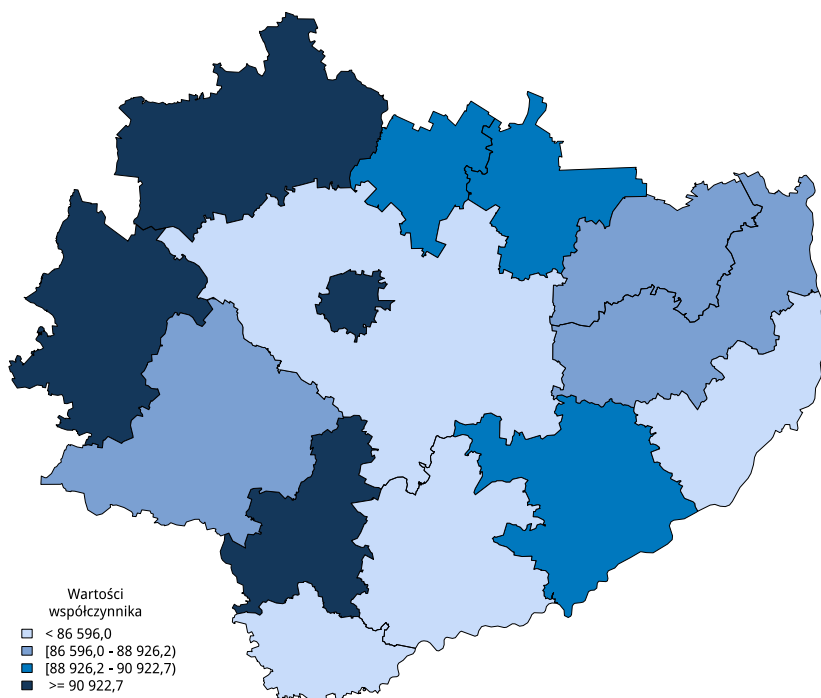 Wartości
współczynnika
< 86 596,0
[86 596,0 - 88 926,2)
[88 926,2 - 90 922,7)
>= 90 922,7